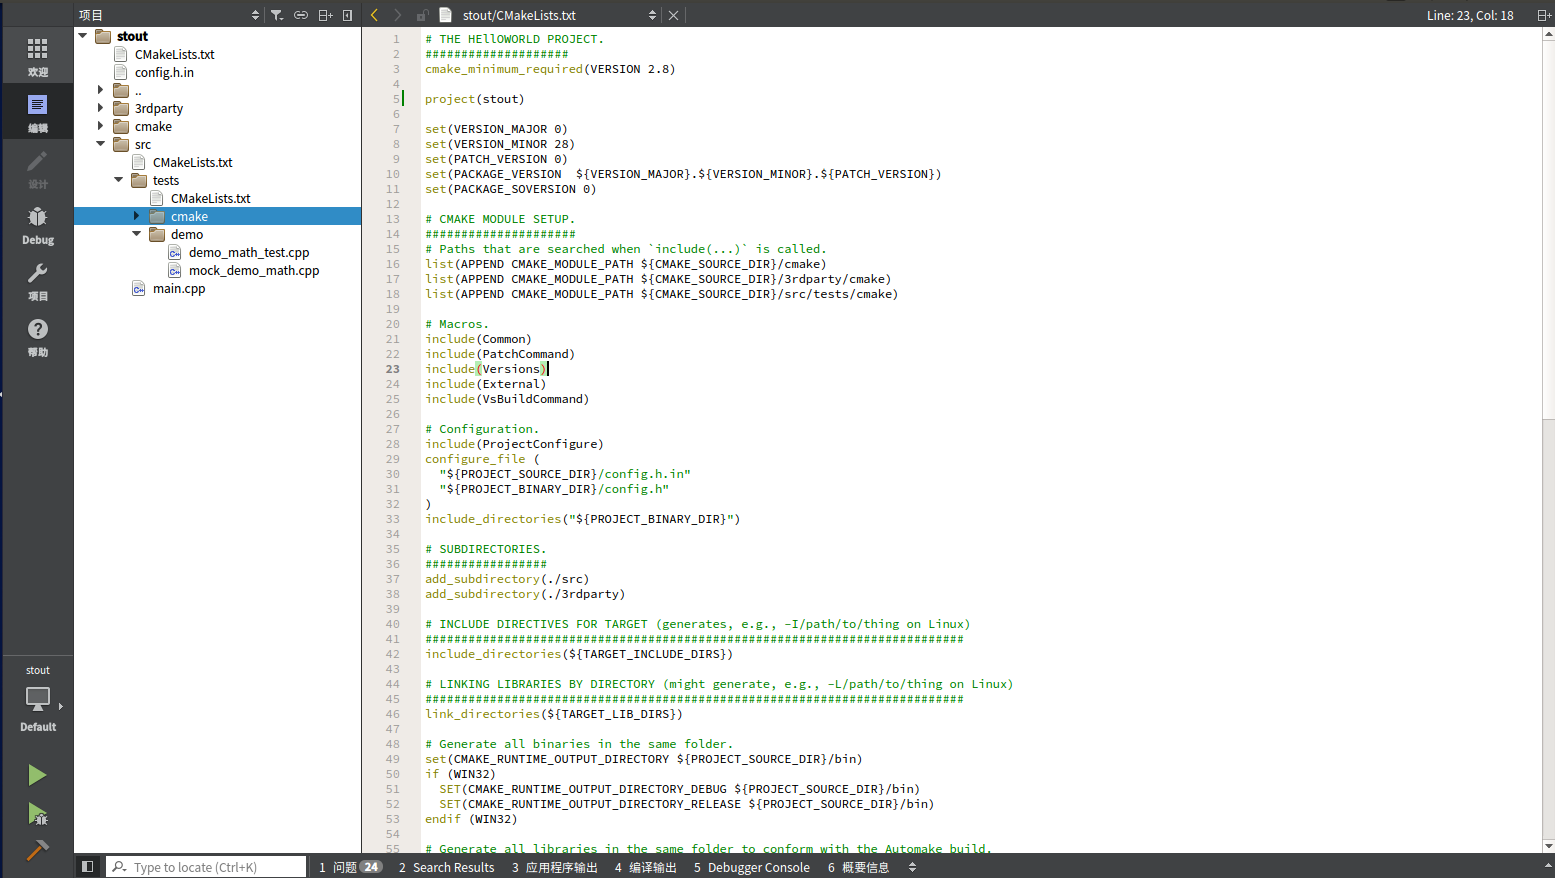 项目
stout/CMakeLists.txt
Line: 23, Col: 18
欢迎
编辑
设计
Debug
项目
帮助
stout
Default
stout
CMakeLists.txt
config.h.in
..
3rdparty
cmake
src
CMakeLists.txt
tests
CMakeLists.txt
cmake
demo
demo_math_test.cpp
mock_demo_math.cpp
main.cpp
1 # THE HEllOWORLD PROJECT.
2 ####################
3 cmake_minimum_required(VERSION 2.8)
4
5 project(stout)
6
7 set(VERSION_MAJOR 0)
8 set(VERSION_MINOR 28)
9 set(PATCH_VERSION 0)
10 set(PACKAGE_VERSION  ${VERSION_MAJOR}.${VERSION_MINOR}.${PATCH_VERSION})
11 set(PACKAGE_SOVERSION 0)
12
13 # CMAKE MODULE SETUP.
14 #####################
15 # Paths that are searched when `include(...)` is called.
16 list(APPEND CMAKE_MODULE_PATH ${CMAKE_SOURCE_DIR}/cmake)
17 list(APPEND CMAKE_MODULE_PATH ${CMAKE_SOURCE_DIR}/3rdparty/cmake)
18 list(APPEND CMAKE_MODULE_PATH ${CMAKE_SOURCE_DIR}/src/tests/cmake)
19
20 # Macros.
21 include(Common)
22 include(PatchCommand)
23 include(Versions)
24 include(External)
25 include(VsBuildCommand)
26
27 # Configuration.
28 include(ProjectConfigure)
29 configure_file (
30   "${PROJECT_SOURCE_DIR}/config.h.in"
31   "${PROJECT_BINARY_DIR}/config.h"
32 )
33 include_directories("${PROJECT_BINARY_DIR}")
34
35 # SUBDIRECTORIES.
36 #################
37 add_subdirectory(./src)
38 add_subdirectory(./3rdparty)
39
40 # INCLUDE DIRECTIVES FOR TARGET (generates, e.g., -I/path/to/thing on Linux)
41 ###########################################################################
42 include_directories(${TARGET_INCLUDE_DIRS})
43
44 # LINKING LIBRARIES BY DIRECTORY (might generate, e.g., -L/path/to/thing on Linux)
45 ###########################################################################
46 link_directories(${TARGET_LIB_DIRS})
47
48 # Generate all binaries in the same folder.
49 set(CMAKE_RUNTIME_OUTPUT_DIRECTORY ${PROJECT_SOURCE_DIR}/bin)
50 if (WIN32)
51   SET(CMAKE_RUNTIME_OUTPUT_DIRECTORY_DEBUG ${PROJECT_SOURCE_DIR}/bin)
52   SET(CMAKE_RUNTIME_OUTPUT_DIRECTORY_RELEASE ${PROJECT_SOURCE_DIR}/bin)
53 endif (WIN32)
54
55 # Generate all libraries in the same folder to conform with the Automake build.
Type to locate (Ctrl+K)
1 问题 24
2 Search Results
3 应用程序输出
4 编译输出
5 Debugger Console
6 概要信息